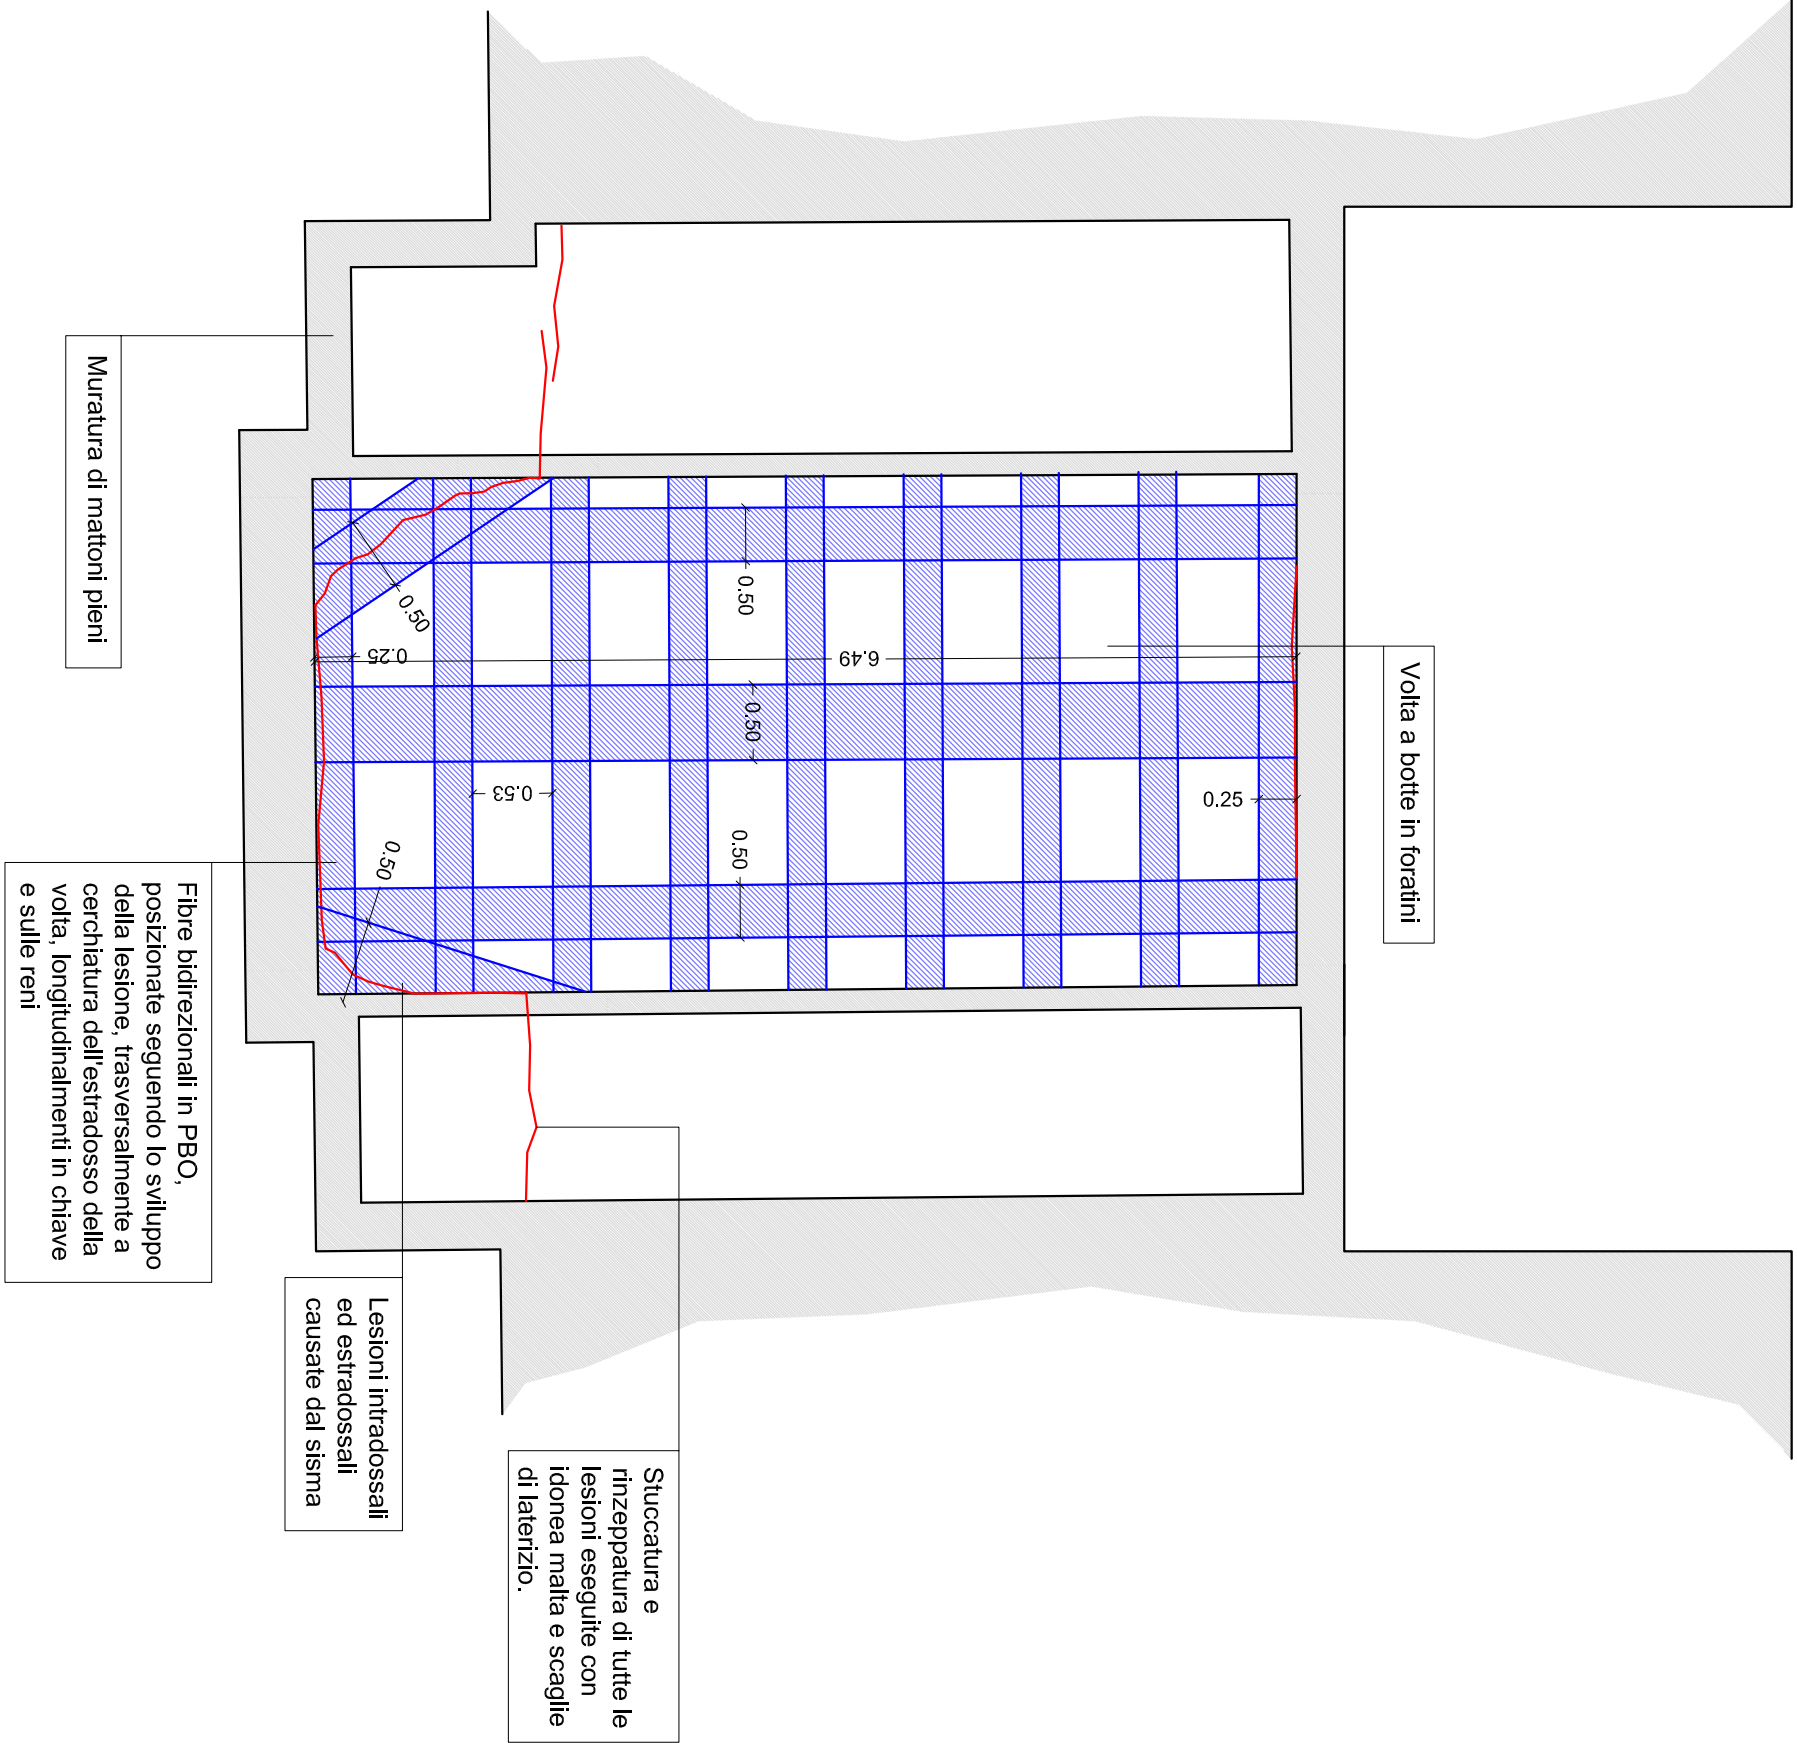 Volta a botte in foratini
Stuccatura e
rinzeppatura di tutte le
lesioni eseguite con
idonea malta e scaglie
di laterizio.
Lesioni intradossali
ed estradossali
causate dal sisma
Muratura di mattoni pieni
Fibre bidirezionali in PBO,
posizionate seguendo lo sviluppo
della lesione, trasversalmente a
cerchiatura dell'estradosso della
volta, longitudinalmenti in chiave
e sulle reni
0.50
0.50
0.25
6.49
0.50
0.53
0.25
0.50
0.50